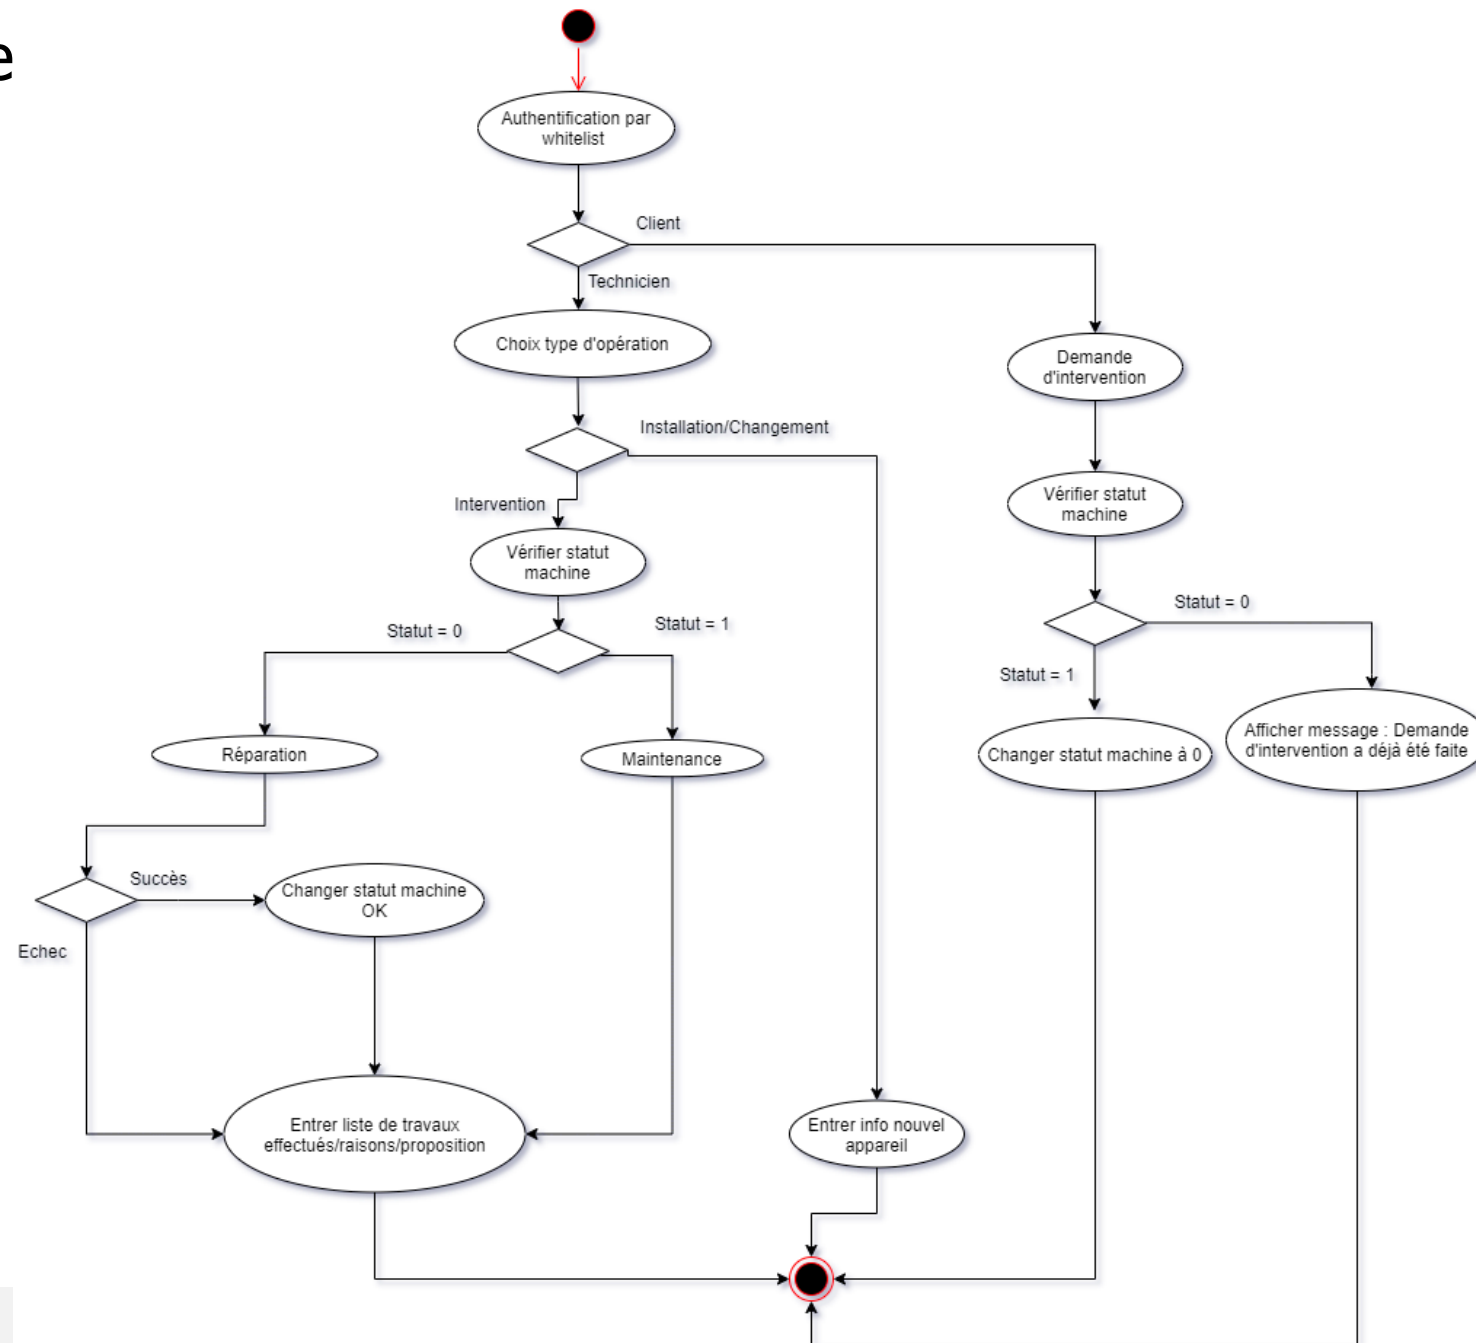 e
Authentification par
whitelist
Client
Technicien
Choix type d'opération
Demande
d'intervention
Installation/Changement
Intervention
Vérifier statut
machine
Vérifier statut
machine
Statut = 0
Statut = 1
Statut = 0
Statut = 1
Réparation
Maintenance
Changer statut machine à 0
Afficher message : Demande
d'intervention a déjà été faite
Succès
Changer statut machine
OK
Echec
Entrer liste de travaux
effectués/raisons/proposition
Entrer info nouvel
appareil